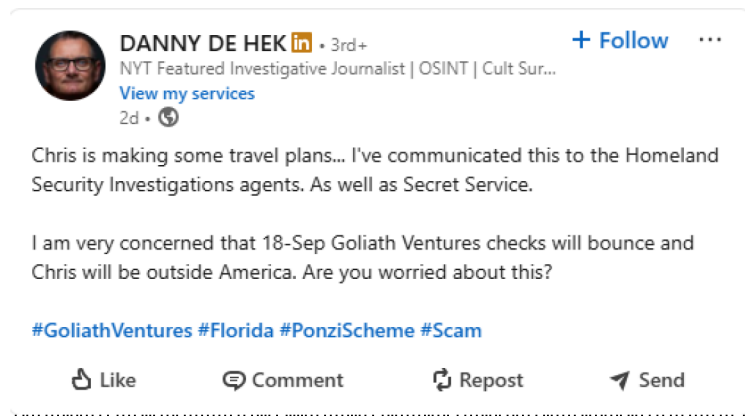 DANNY DE HEK in • 3rd+
+ Follow ...
NYT Featured Investigative Journalist | OSINT | Cult Sur...
View my services
2d •
Chris is making some travel plans... I've communicated this to the Homeland
Security Investigations agents. As well as Secret Service.
I am very concerned that 18-Sep Goliath Ventures checks will bounce and
Chris will be outside America. Are you worried about this?
#GoliathVentures #Florida #PonziScheme #Scam
Like Comment Repost Send